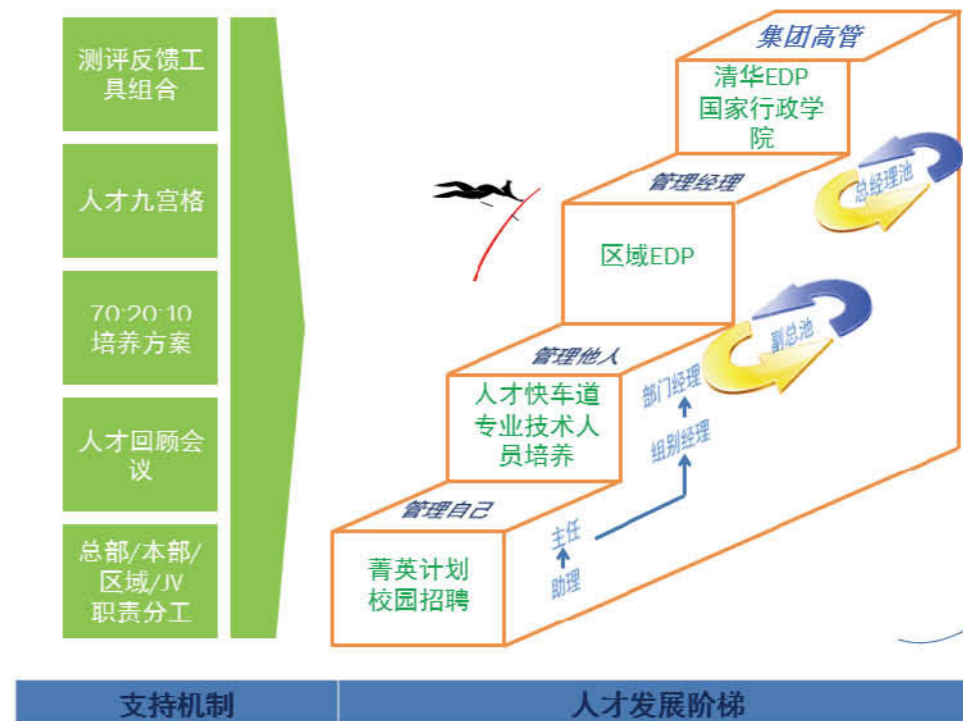 测评反馈工
具组合
人才九宫格
70:20:10
培养方案
人才回顾会
议
总部/本部/
区域/JV
职责分工
集团高管
清华EDP
国家行政学
院
总经理池
管理经理
区域EDP
副总池
管理他人
人才快车道
专业技术人
员培养
部门经理
组别经理
管理自己
菁英计划
校园招聘
主任
助理
支持机制
人才发展阶梯